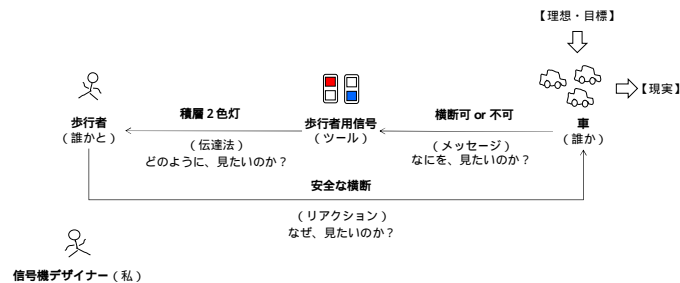 【理想・目標】
【現実】
積層２色灯
横断可 or 不可
歩行者
（誰かと）
歩行者用信号
（ツール）
車
（誰か）
（伝達法）
どのように、見たいのか？
（メッセージ）
なにを、見たいのか？
安全な横断
（リアクション）
なぜ、見たいのか？
信号機デザイナー（私）